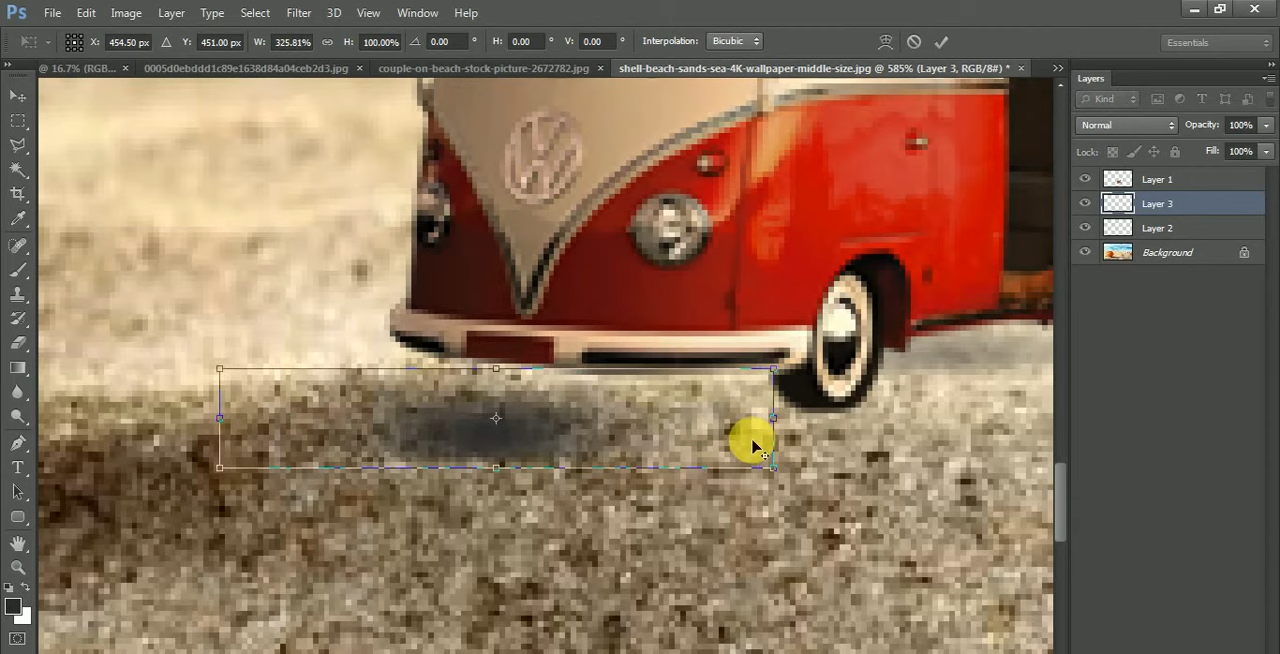 Ps File Edit Image Layer Type Select Filter 3D View Window Help
X: 454.50 px Y: 451.00 px W: 325.81% H: 100.00% 0.00 ° H: 0.00 ° V: 0.00 ° Interpolation: Bicubic Essentials
@ 16.7% (RGB... × 0005d0ebddd1c89e1638d84a04ceb2d3.jpg × couple-on-beach-stock-picture-2672782.jpg × shell-beach-sands-sea-4K-wallpaper-middle-size.jpg @ 585% (Layer 3, RGB/8#) * ×
Layers
Kind
Normal Opacity: 100%
Lock: Fill: 100%
Layer 1
Layer 3
Layer 2
Background